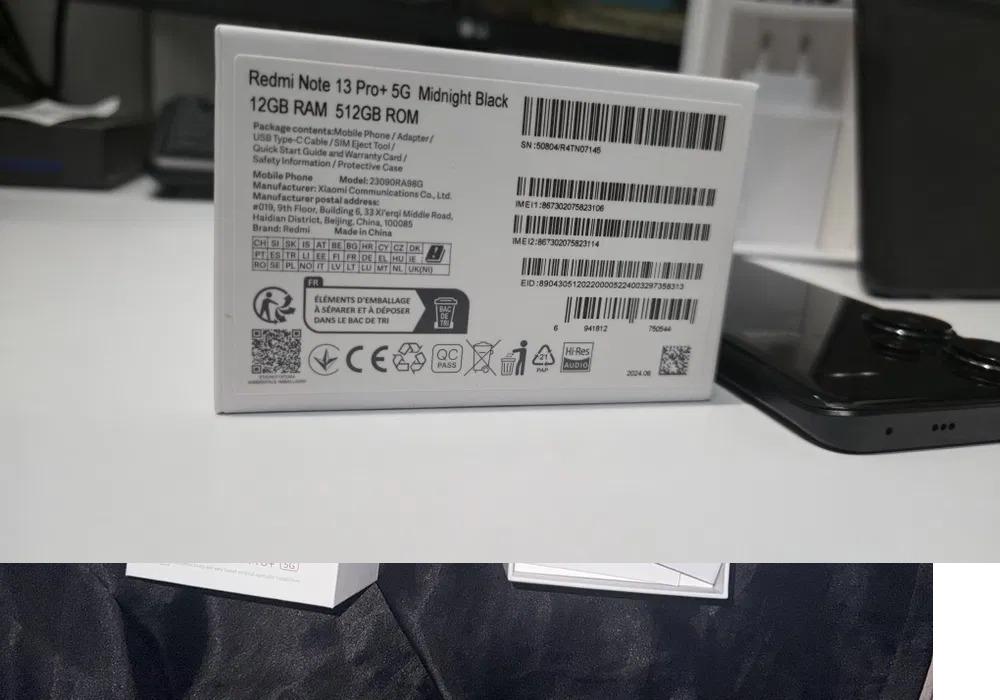 LG
Redmi Note 13 Pro+ 5G Midnight Black
12GB RAM 512GB ROM
Package contents:Mobile Phone / Adapter /
USB Type-C Cable / SIM Eject Tool /
Quick Start Guide and Warranty Card /
Safety Information / Protective Case
Mobile Phone Model: 23090RA98G
Manufacturer: Xiaomi Communications Co., Ltd.
Manufacturer postal address:
#019, 9th Floor, Building 6, 33 Xi'erqi Middle Road,
Haidian District, Beijing, China, 100085
Brand: Redmi Made in China
CH SI SK IS AT BE BG HR CY CZ DK
PT ES TR LI EE FI FR DE EL HU IE
RO SE PL NO IT LV LT LU MT NL UK(NI)
FR
ÉLÉMENTS D'EMBALLAGE
À SÉPARER ET À DÉPOSER
DANS LE BAC DE TRI
BAC
DE
TRI
CE
QC
PASS
21
PAP
Hi-Res
AUDIO
SN:50804/R4TN07145
IMEI1:867302075823106
IMEI2:867302075823114
EID:89043051202200005224003297358313
6 941812 750544
2024.06
5G